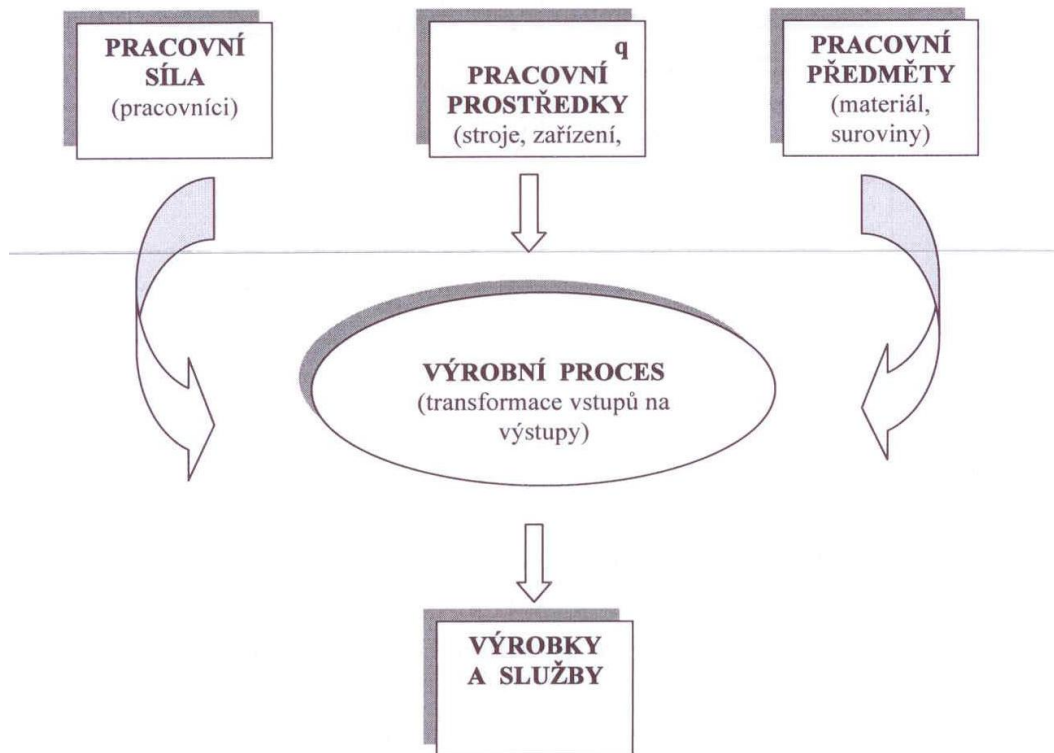 PRACOVNÍ
SÍLA
(pracovníci)
q
PRACOVNÍ
PROSTŘEDKY
(stroje, zařízení,
PRACOVNÍ
PŘEDMĚTY
(materiál,
suroviny)
VÝROBNÍ PROCES
(transformace vstupů na
výstupy)
VÝROBKY
A SLUŽBY